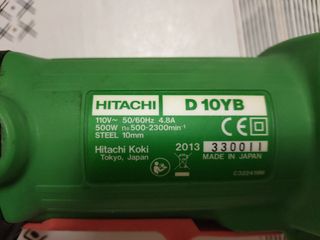 HITACHI D 10YB
110V~ 50/60Hz 4.8A
500W n=500-2300min⁻¹
STEEL 10mm
Hitachi Koki 2013 330011
Tokyo, Japan MADE IN JAPAN